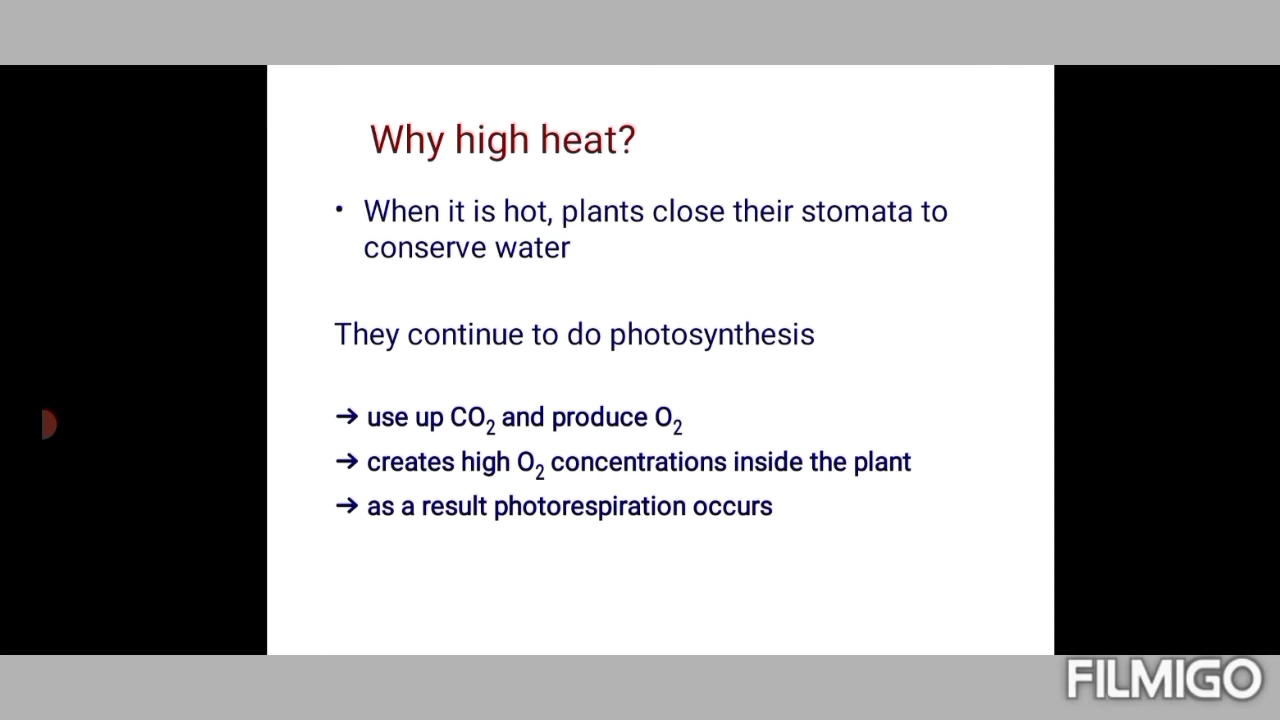 Why high heat?
• When it is hot, plants close their stomata to
conserve water
They continue to do photosynthesis
→ use up CO₂ and produce O₂
→ creates high O₂ concentrations inside the plant
→ as a result photorespiration occurs
FILMIGO